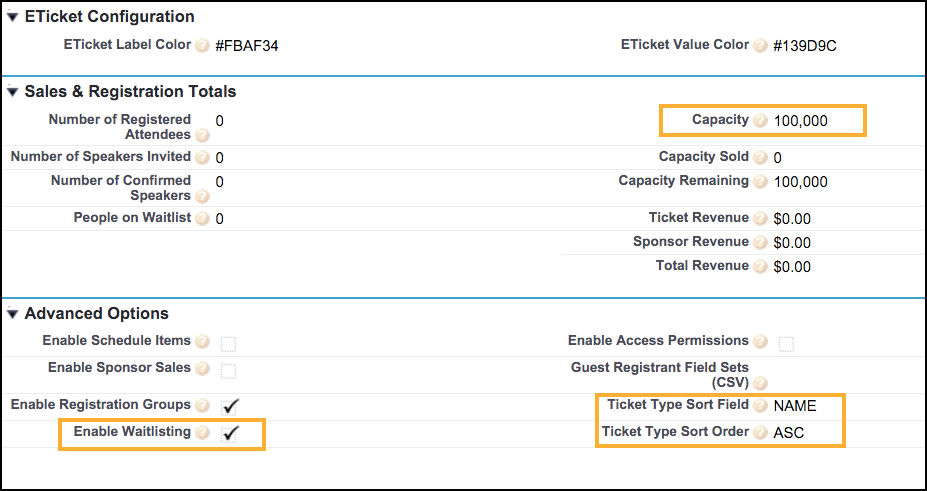 ETicket Configuration
ETicket Label Color ? #FBAF34
ETicket Value Color ? #139D9C
Sales & Registration Totals
Number of Registered
Attendees ? 0
Capacity ? 100,000
Number of Speakers Invited ? 0
Capacity Sold ? 0
Number of Confirmed
Speakers ? 0
Capacity Remaining ? 100,000
People on Waitlist ? 0
Ticket Revenue ? $0.00
Sponsor Revenue ? $0.00
Total Revenue ? $0.00
Advanced Options
Enable Schedule Items ?
Enable Access Permissions ?
Enable Sponsor Sales ?
Guest Registrant Field Sets
(CSV) ?
Enable Registration Groups ?
Ticket Type Sort Field ? NAME
Enable Waitlisting ?
Ticket Type Sort Order ? ASC